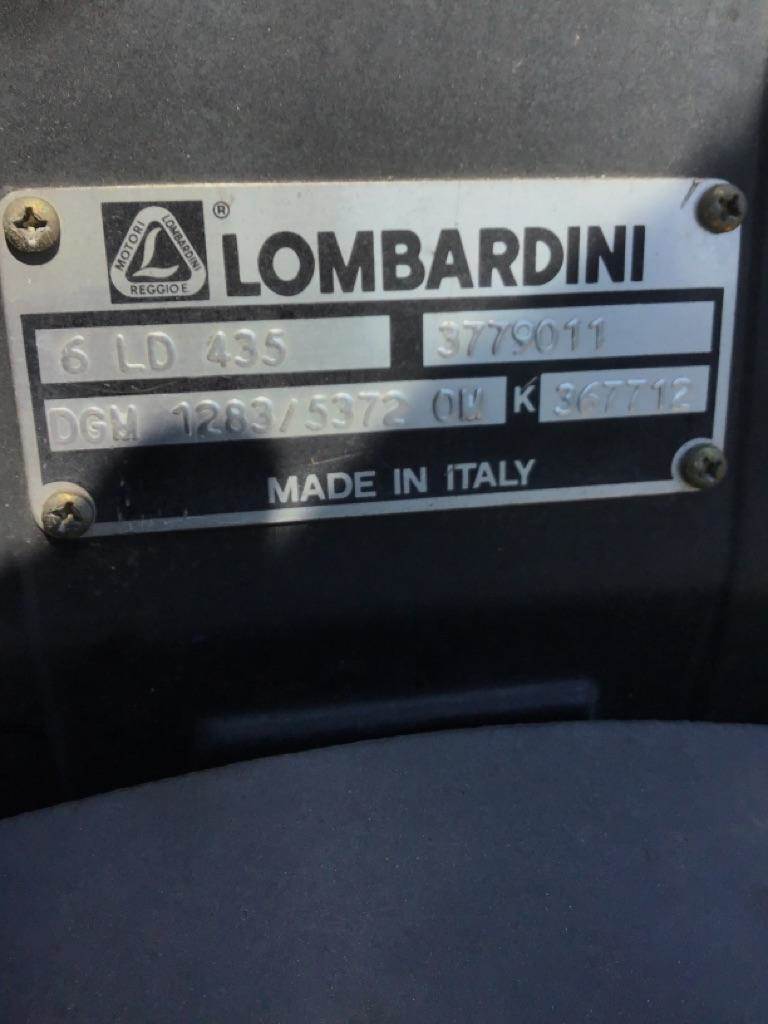 MOTORI LOMBARDINI
REGGIO E
® LOMBARDINI
6 LD 435 3779011
DGM 1283/5372 OM K 367712
MADE IN ITALY